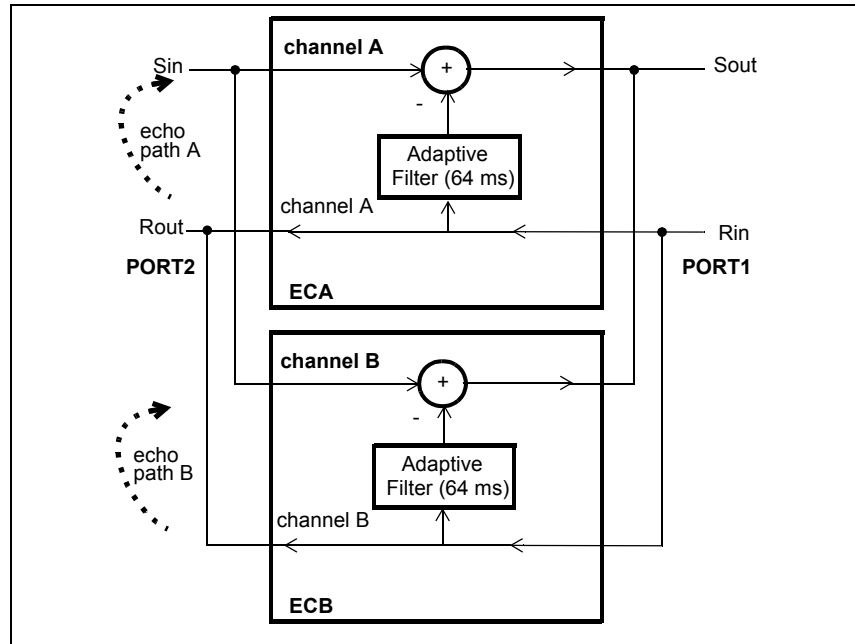 channel A
Sin
+
Sout
-
echo
path A
Adaptive
Filter (64 ms)
channel A
Rout
Rin
PORT2
PORT1
ECA
channel B
+
-
echo
path B
Adaptive
Filter (64 ms)
channel B
ECB